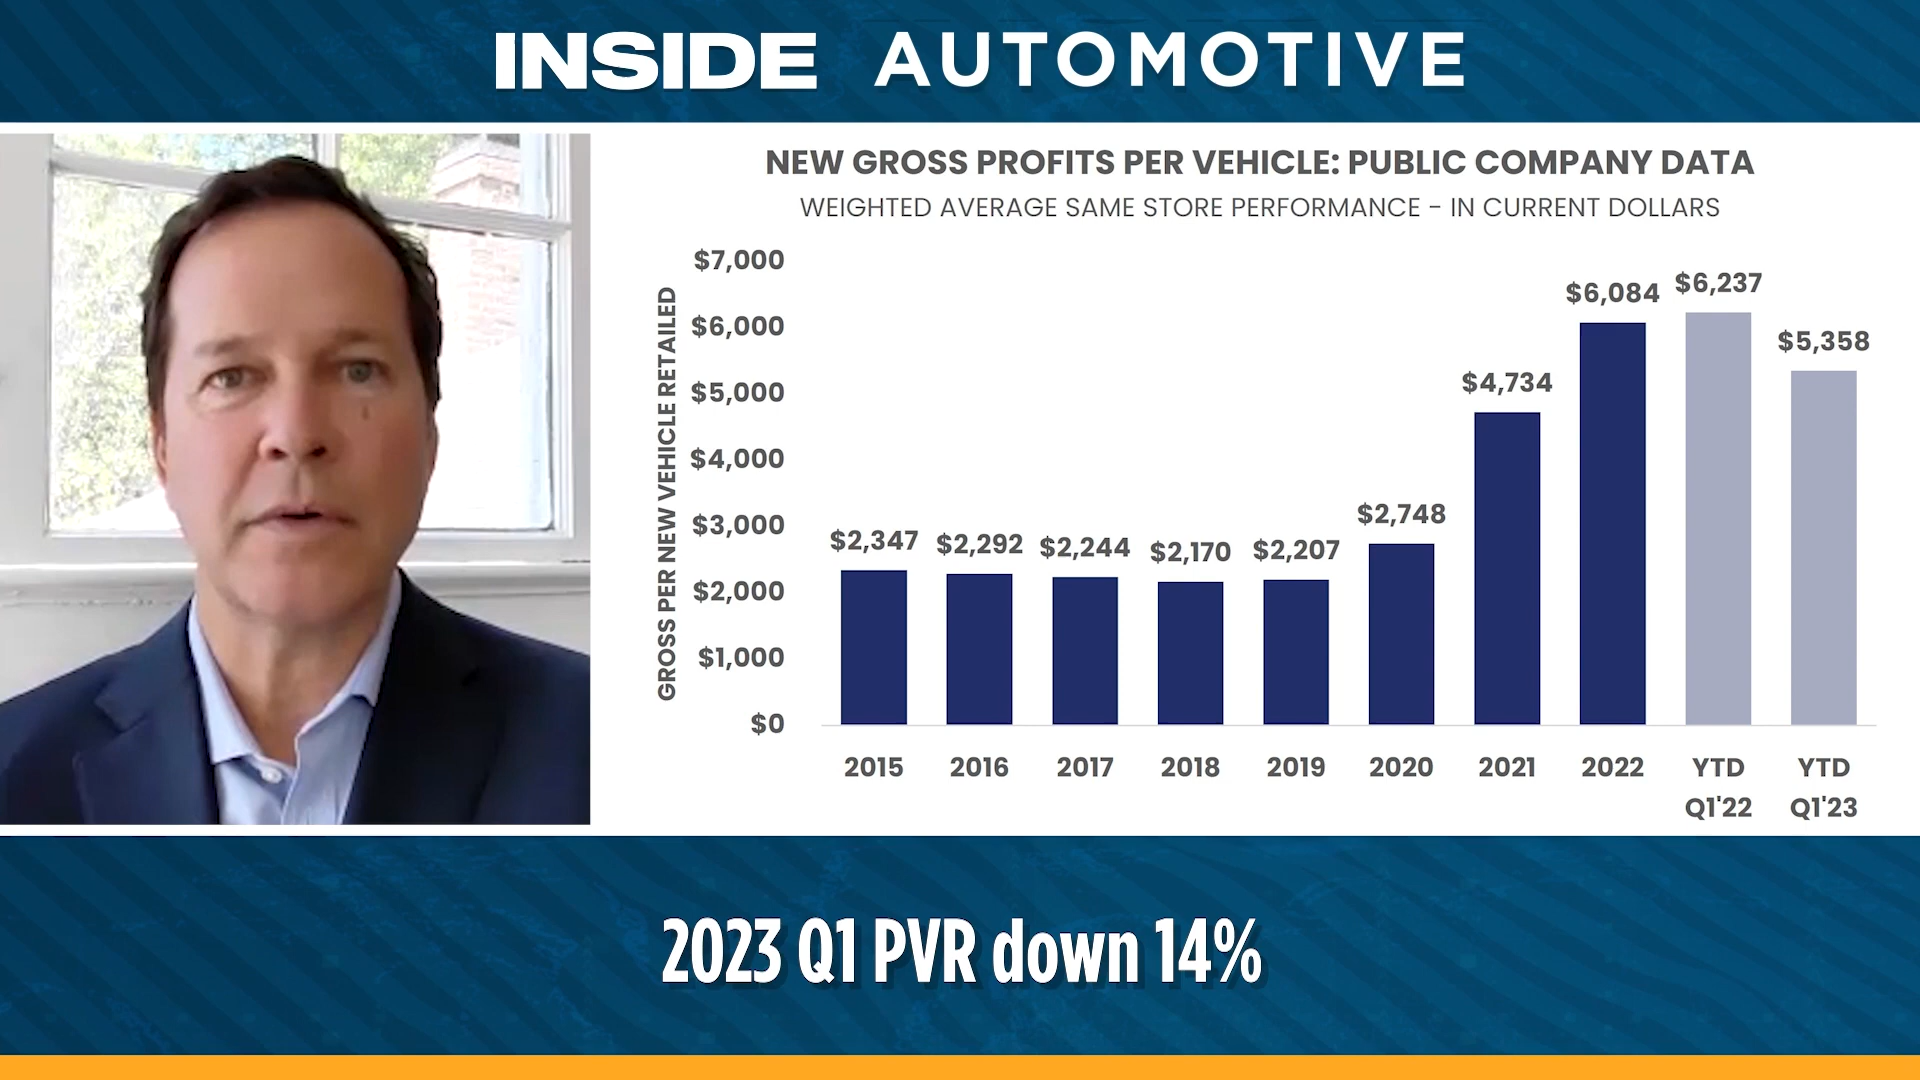 INSIDE AUTOMOTIVE
NEW GROSS PROFITS PER VEHICLE: PUBLIC COMPANY DATA
WEIGHTED AVERAGE SAME STORE PERFORMANCE - IN CURRENT DOLLARS
GROSS PER NEW VEHICLE RETAILED
$7,000
$6,000
$5,000
$4,000
$3,000
$2,000
$1,000
$0
$2,347
$2,292
$2,244
$2,170
$2,207
$2,748
$4,734
$6,084
$6,237
$5,358
2015
2016
2017
2018
2019
2020
2021
2022
YTD
Q1'22
YTD
Q1'23
2023 Q1 PVR down 14%